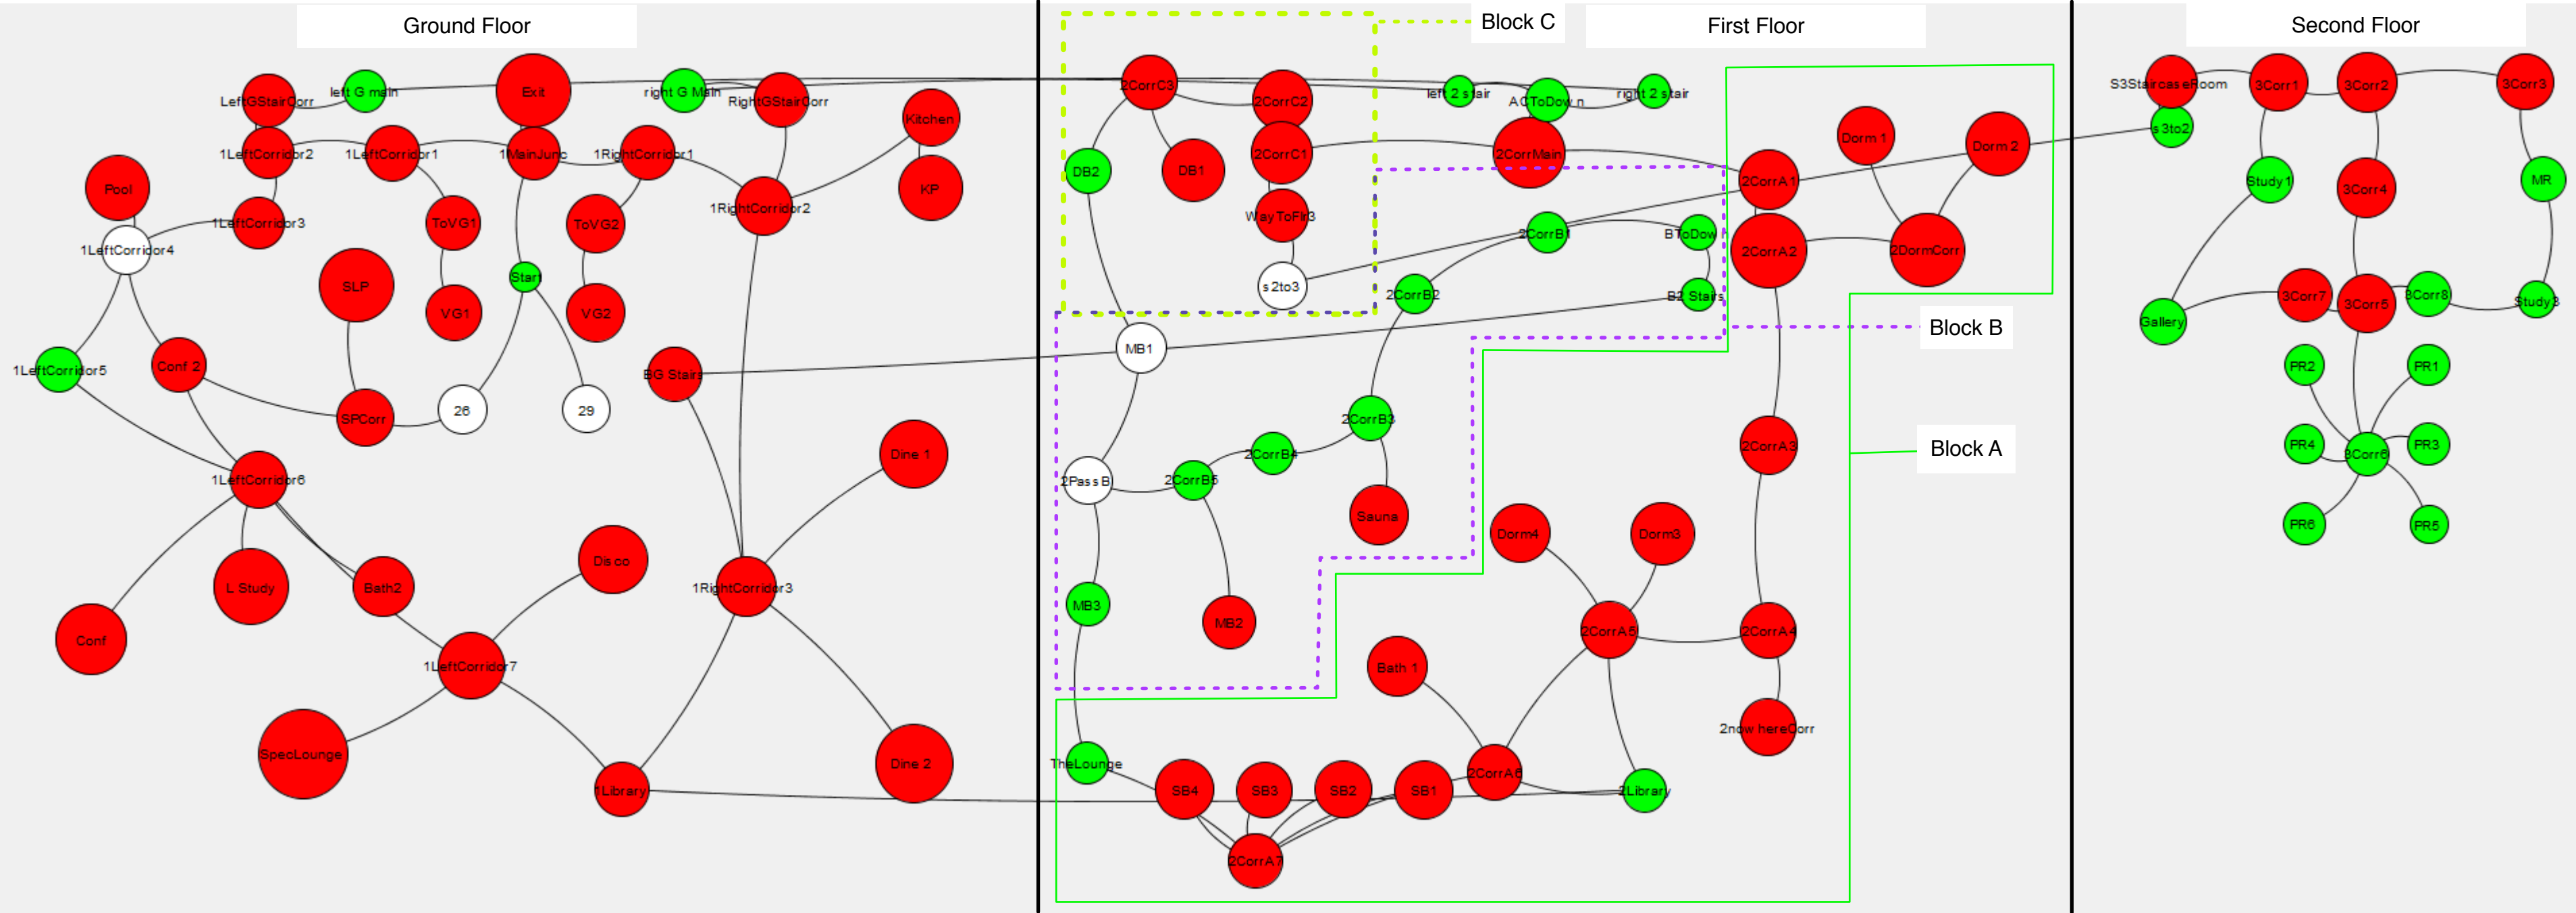 Ground Floor
Block C
First Floor
Second Floor
LeftGStairCorr
left G main
Exit
right G Main
RightGStairCorr
Kitchen
1LeftCorridor2
1LeftCorridor1
1MainJunc
1RightCorridor1
Pool
KP
1LeftCorridor3
ToVG1
ToVG2
1RightCorridor2
1LeftCorridor4
SLP
Start
VG1
VG2
1LeftCorridor5
Conf 2
BG Stairs
SPCorr
26
29
Dine 1
1LeftCorridor6
L Study
Bath2
Disco
1RightCorridor3
Conf
1LeftCorridor7
SpecLounge
1Library
Dine 2
2CorrC3
2CorrC2
left 2 stair
ACToDown
right 2 stair
DB2
DB1
2CorrC1
2CorrMain
2CorrA1
Dorm 1
Dorm 2
WayToFlr3
2CorrB1
BToDow
2CorrA2
2DormCorr
s2to3
2CorrB2
B2 Stairs
MB1
Block B
2CorrB3
2CorrA3
Block A
2CorrB4
2Pass B
2CorrB5
Sauna
Dorm4
Dorm3
MB3
MB2
2CorrA5
2CorrA4
Bath 1
2now hereCorr
TheLounge
SB4
SB3
SB2
SB1
2CorrA6
2Library
2CorrA7
S3StaircaseRoom
3Corr1
3Corr2
3Corr3
s3to2
Study1
3Corr4
MR
3Corr7
3Corr5
3Corr8
Study3
Gallery
PR2
PR1
PR4
3Corr6
PR3
PR6
PR5